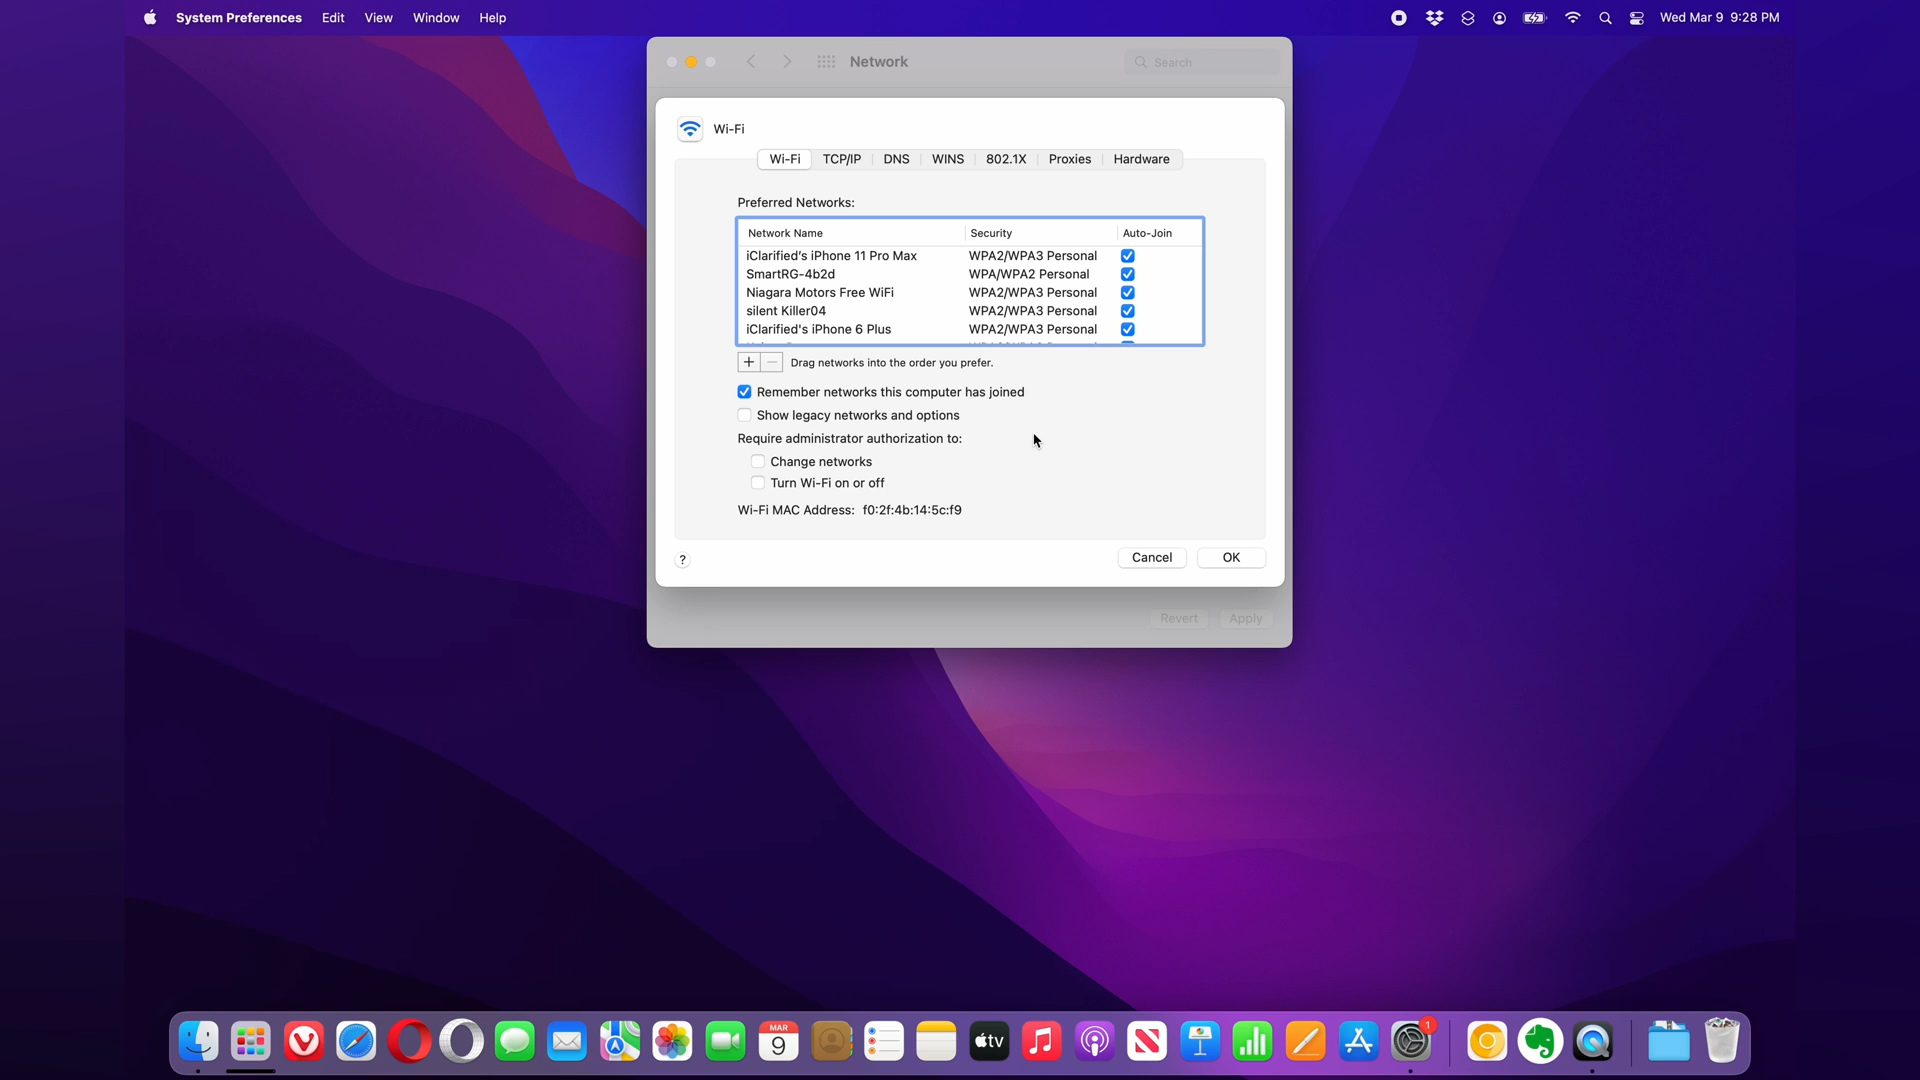 System Preferences Edit View Window Help Wed Mar 9 9:28 PM
Network Search
Wi-Fi
Wi-Fi TCP/IP DNS WINS 802.1X Proxies Hardware
Preferred Networks:
Network Name Security Auto-Join
iClarified's iPhone 11 Pro Max WPA2/WPA3 Personal
SmartRG-4b2d WPA/WPA2 Personal
Niagara Motors Free WiFi WPA2/WPA3 Personal
silent Killer04 WPA2/WPA3 Personal
iClarified's iPhone 6 Plus WPA2/WPA3 Personal
+ − Drag networks into the order you prefer.
Remember networks this computer has joined
Show legacy networks and options
Require administrator authorization to:
Change networks
Turn Wi-Fi on or off
Wi-Fi MAC Address: f0:2f:4b:14:5c:f9
? Cancel OK
Revert Apply
MAR
9
tv
1